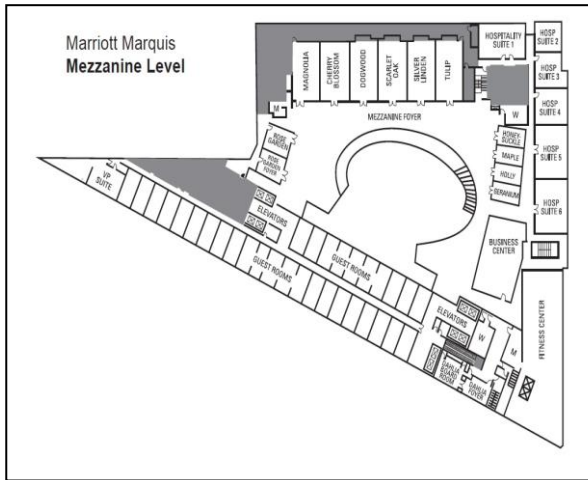 Marriott Marquis
Mezzanine Level
MAGNOLIA
CHERRY
BLOSSOM
DOGWOOD
SCARLET
OAK
SILVER
LINDEN
TULIP
HOSPITALITY
SUITE 1
HOSP
SUITE 2
HOSP
SUITE 3
HOSP
SUITE 4
HOSP
SUITE 5
HOSP
SUITE 6
M
W
MEZZANINE FOYER
ROSE
GARDEN
ROSE
GARDEN
FOYER
HONEY-
SUCKLE
MAPLE
HOLLY
GERANIUM
VP
SUITE
ELEVATORS
GUEST ROOMS
GUEST ROOMS
BUSINESS
CENTER
ELEVATORS
W
M
FITNESS CENTER
DAHLIA
BOARD
ROOM
DAHLIA
FOYER